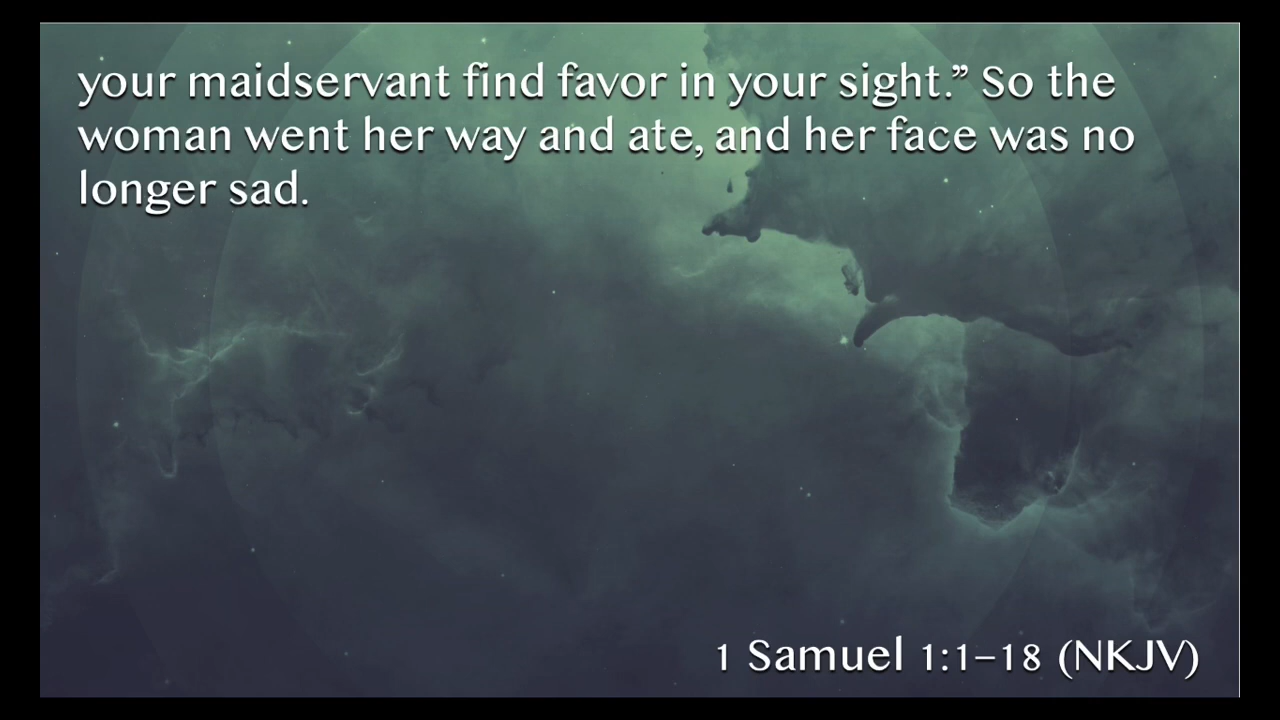 your maidservant find favor in your sight.” So the
woman went her way and ate, and her face was no
longer sad.
1 Samuel 1:1–18 (NKJV)